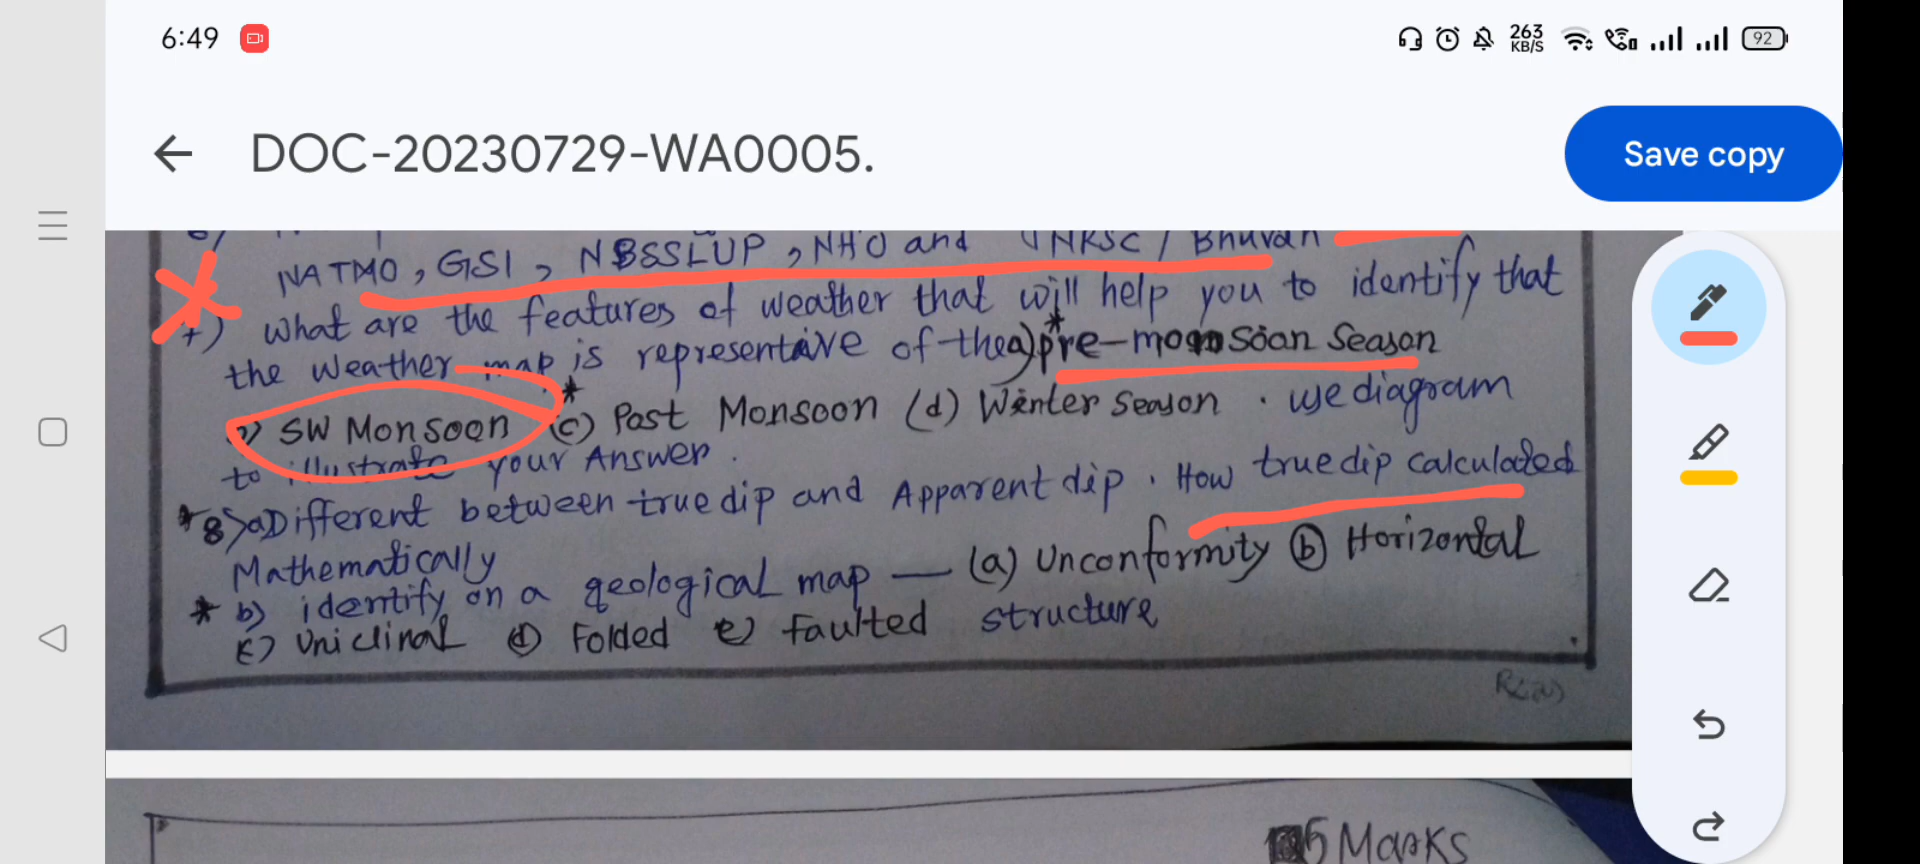 6:49
263 KB/S
92
DOC-20230729-WA0005.
Save copy
NATMO, GSI, NBSSLUP, NHO and NRSC / Bhuvan
7) What are the features of weather that will help you to identify that
the weather map is representative of the a) pre-monsoon Season
b) SW Monsoon (c) Post Monsoon (d) Winter Season. use diagram
to illustrate your Answer.
8) a Different between true dip and Apparent dip. How true dip calculated
Mathematically
b) identify on a geological map — (a) Unconformity (b) Horizontal
c) Uniclinal (d) Folded e) faulted structure
5 Marks